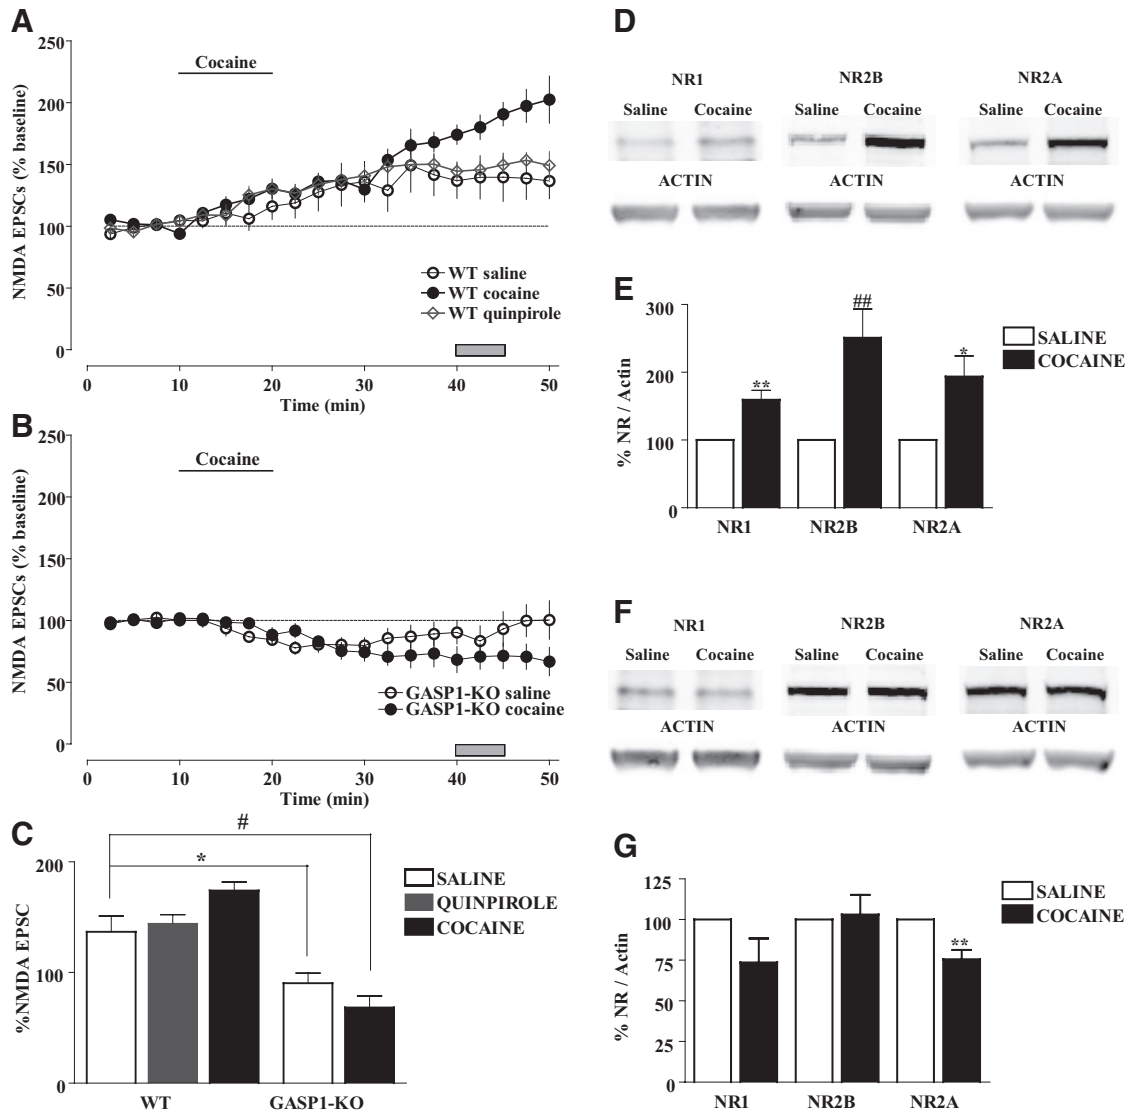 A
250
200
150
100
50
0
NMDA EPSCs (% baseline)
Cocaine
WT saline
WT cocaine
WT quinpirole
0 10 20 30 40 50
Time (min)
B
250
200
150
100
50
0
NMDA EPSCs (% baseline)
Cocaine
GASP1-KO saline
GASP1-KO cocaine
0 10 20 30 40 50
Time (min)
C
200
100
0
%NMDA EPSC
#
*
SALINE
QUINPIROLE
COCAINE
WT GASP1-KO
D
NR1 NR2B NR2A
Saline Cocaine Saline Cocaine Saline Cocaine
ACTIN ACTIN ACTIN
E
300
200
100
0
% NR / Actin
** ## *
SALINE
COCAINE
NR1 NR2B NR2A
F
NR1 NR2B NR2A
Saline Cocaine Saline Cocaine Saline Cocaine
ACTIN ACTIN ACTIN
G
125
100
75
50
25
0
% NR / Actin
**
SALINE
COCAINE
NR1 NR2B NR2A